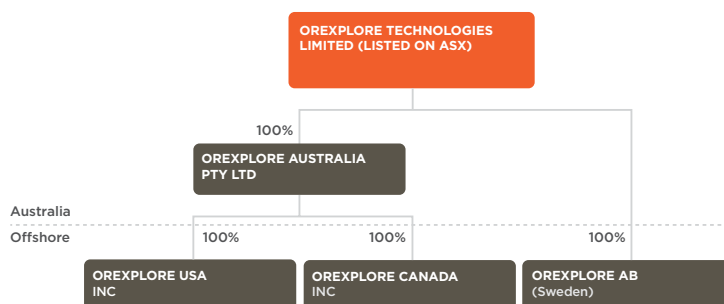 OREXPLORE TECHNOLOGIES
LIMITED (LISTED ON ASX)
100%
OREXPLORE AUSTRALIA
PTY LTD
Australia
Offshore
100%
100%
100%
OREXPLORE USA
INC
OREXPLORE CANADA
INC
OREXPLORE AB
(Sweden)